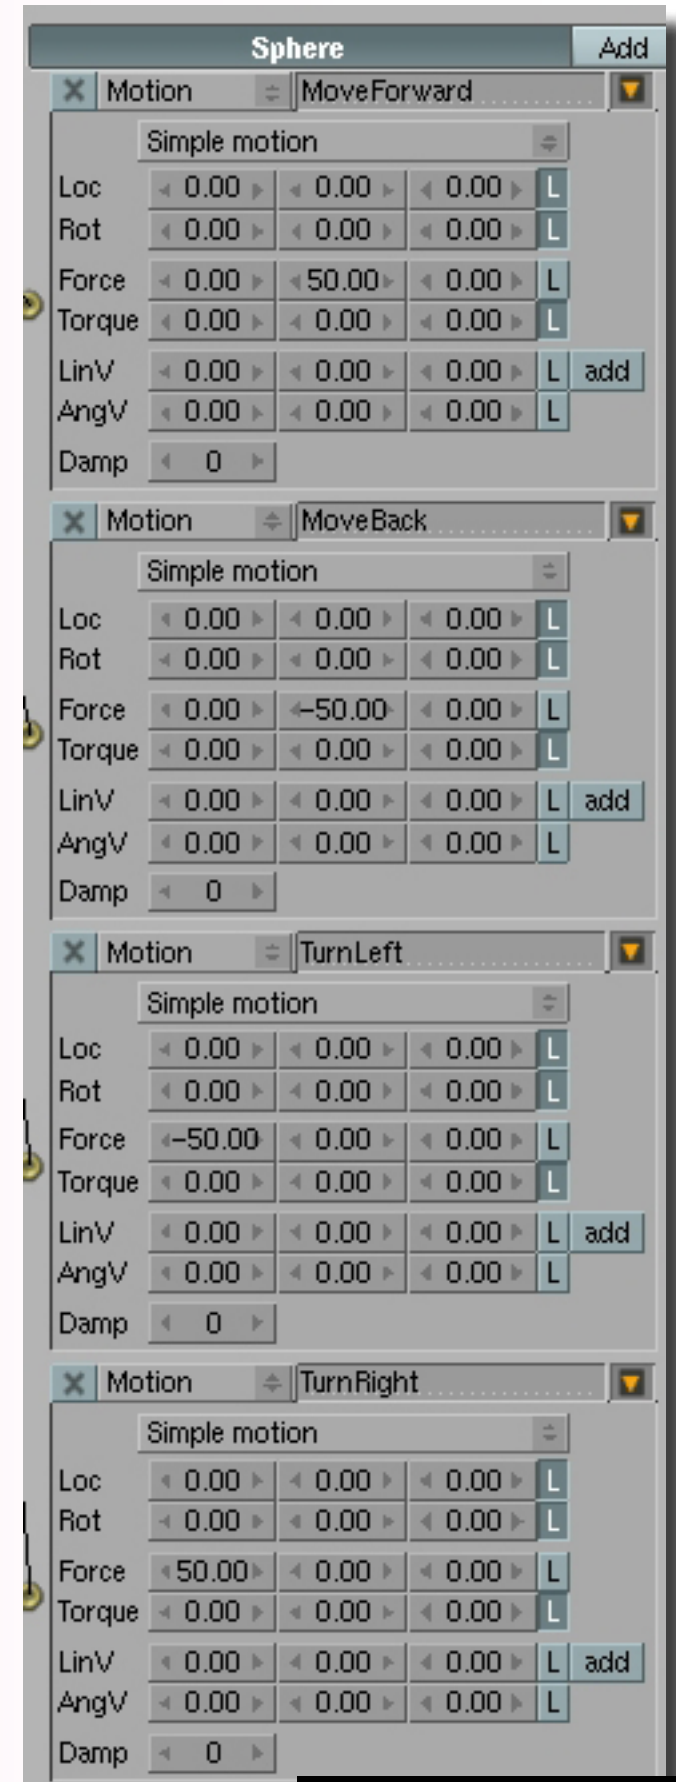 Sphere Add
Motion MoveForward
Simple motion
Loc 0.00 0.00 0.00 L
Rot 0.00 0.00 0.00 L
Force 0.00 50.00 0.00 L
Torque 0.00 0.00 0.00 L
LinV 0.00 0.00 0.00 L add
AngV 0.00 0.00 0.00 L
Damp 0
Motion MoveBack
Simple motion
Loc 0.00 0.00 0.00 L
Rot 0.00 0.00 0.00 L
Force 0.00 -50.00 0.00 L
Torque 0.00 0.00 0.00 L
LinV 0.00 0.00 0.00 L add
AngV 0.00 0.00 0.00 L
Damp 0
Motion TurnLeft
Simple motion
Loc 0.00 0.00 0.00 L
Rot 0.00 0.00 0.00 L
Force -50.00 0.00 0.00 L
Torque 0.00 0.00 0.00 L
LinV 0.00 0.00 0.00 L add
AngV 0.00 0.00 0.00 L
Damp 0
Motion TurnRight
Simple motion
Loc 0.00 0.00 0.00 L
Rot 0.00 0.00 0.00 L
Force 50.00 0.00 0.00 L
Torque 0.00 0.00 0.00 L
LinV 0.00 0.00 0.00 L add
AngV 0.00 0.00 0.00 L
Damp 0